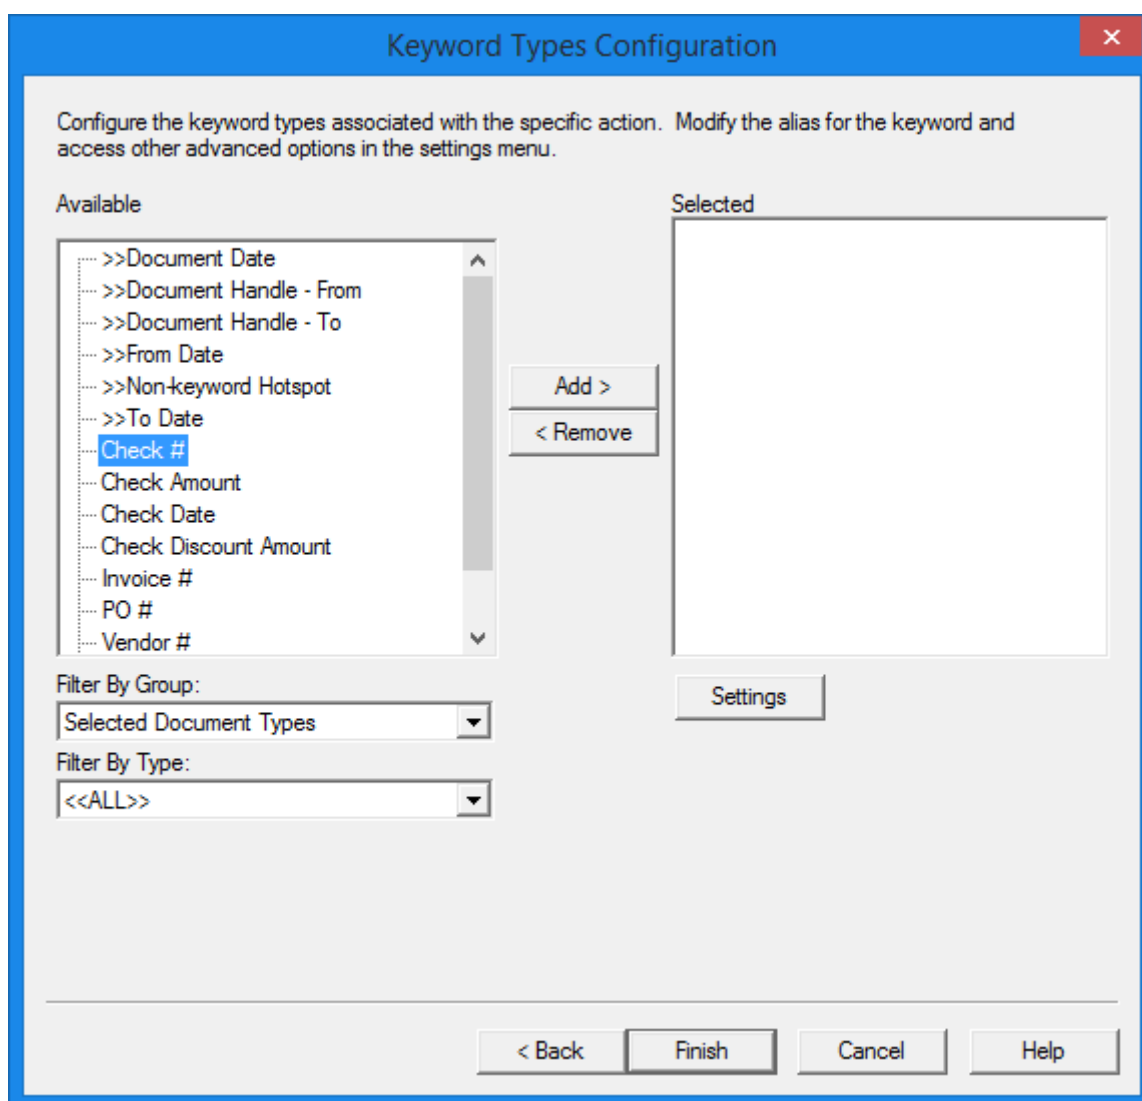 Keyword Types Configuration
Configure the keyword types associated with the specific action. Modify the alias for the keyword and
access other advanced options in the settings menu.
Available
>>Document Date
>>Document Handle - From
>>Document Handle - To
>>From Date
>>Non-keyword Hotspot
>>To Date
Check #
Check Amount
Check Date
Check Discount Amount
Invoice #
PO #
Vendor #
Add >
< Remove
Selected
Settings
Filter By Group:
Selected Document Types
Filter By Type:
<<ALL>>
< Back
Finish
Cancel
Help